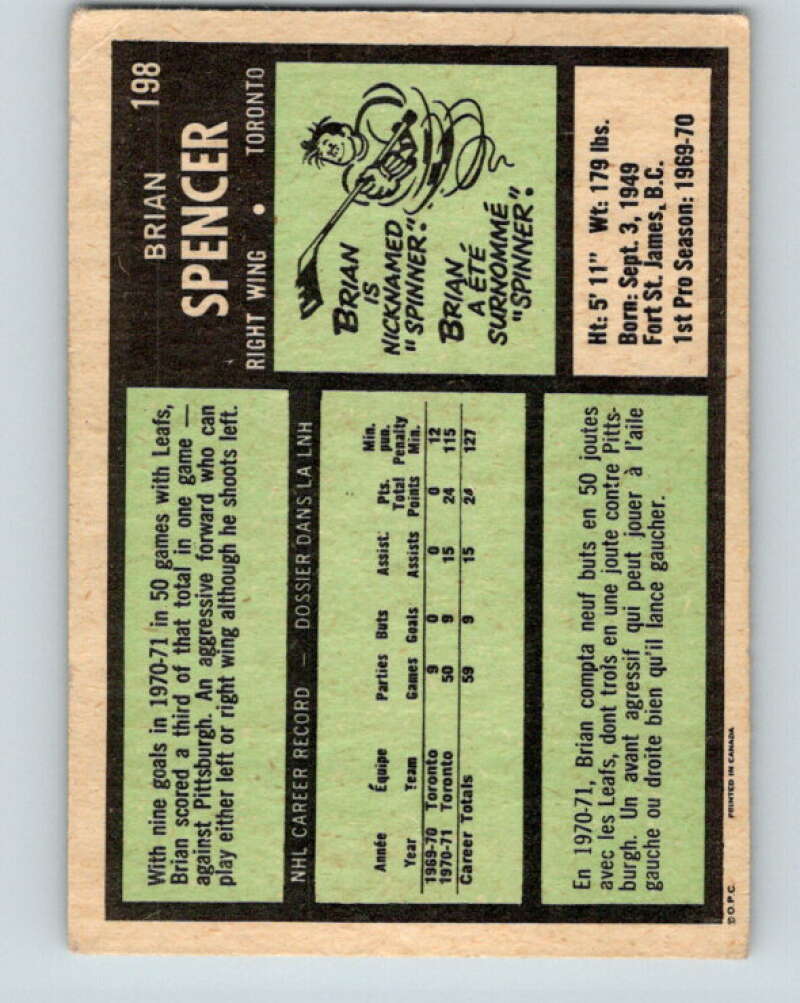 BRIAN 198
SPENCER
RIGHT WING • TORONTO
With nine goals in 1970-71 in 50 games with Leafs,
Brian scored a third of that total in one game —
against Pittsburgh. An aggressive forward who can
play either left or right wing although he shoots left.
BRIAN
IS
NICKNAMED
"SPINNER".
BRIAN
A ÉTÉ
SURNOMMÉ
"SPINNER".
NHL CAREER RECORD — DOSSIER DANS LA LNH
Année Équipe Parties Buts Assist. Pts. Total Min. pun.
Year Team Games Goals Assists Points Penalty Min.
1969-70 Toronto 9 0 0 0 12
1970-71 Toronto 50 9 15 24 115
Career Totals 59 9 15 24 127
Ht: 5' 11" Wt: 179 lbs.
Born: Sept. 3, 1949
Fort St. James, B.C.
1st Pro Season: 1969-70
En 1970-71, Brian compta neuf buts en 50 joutes
avec les Leafs, dont trois en une joute contre Pitts-
burgh. Un avant agressif qui peut jouer à l'aile
gauche ou droite bien qu'il lance gaucher.
©O.P.C. PRINTED IN CANADA